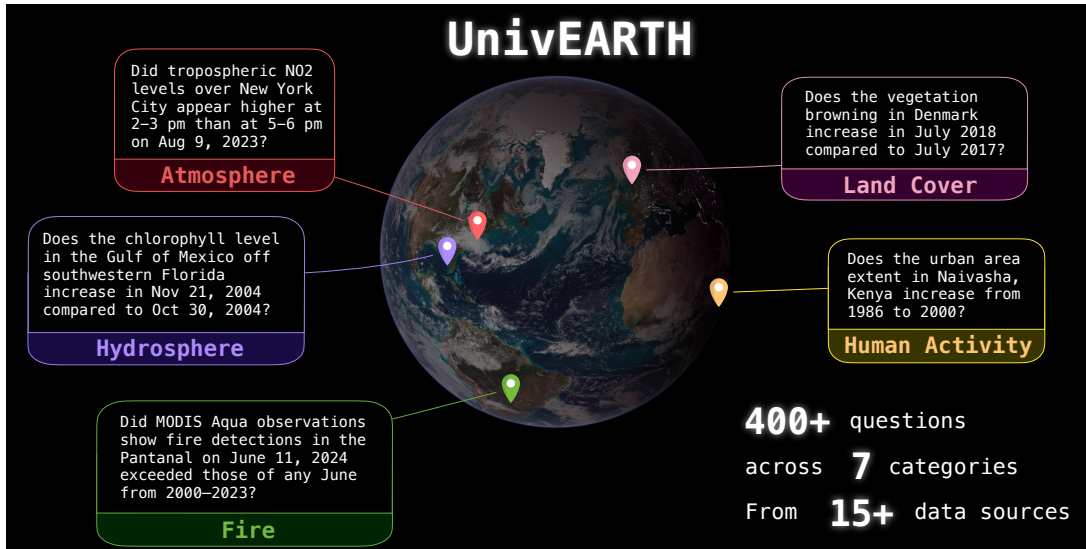 UnivEARTH
Did tropospheric NO2
levels over New York
City appear higher at
2–3 pm than at 5–6 pm
on Aug 9, 2023?
Atmosphere
Does the vegetation
browning in Denmark
increase in July 2018
compared to July 2017?
Land Cover
Does the chlorophyll level
in the Gulf of Mexico off
southwestern Florida
increase in Nov 21, 2004
compared to Oct 30, 2004?
Hydrosphere
Does the urban area
extent in Naivasha,
Kenya increase from
1986 to 2000?
Human Activity
Did MODIS Aqua observations
show fire detections in the
Pantanal on June 11, 2024
exceeded those of any June
from 2000–2023?
Fire
400+ questions
across 7 categories
From 15+ data sources